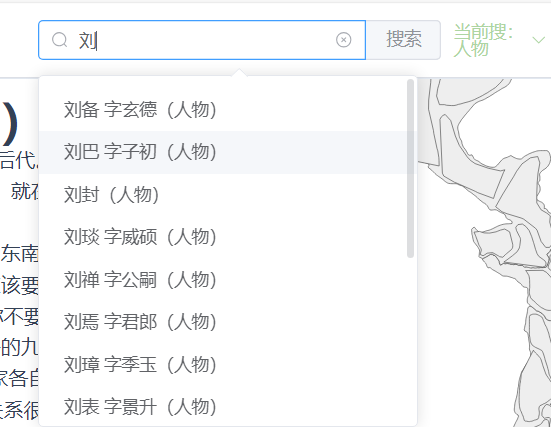 刘
搜索
当前搜：
人物
刘备 字玄德（人物）
刘巴 字子初（人物）
刘封（人物）
刘琰 字威硕（人物）
刘禅 字公嗣（人物）
刘焉 字君郎（人物）
刘璋 字季玉（人物）
刘表 字景升（人物）
）
后代。
就在
东南
该要
你不要
的九
家各自
关系很